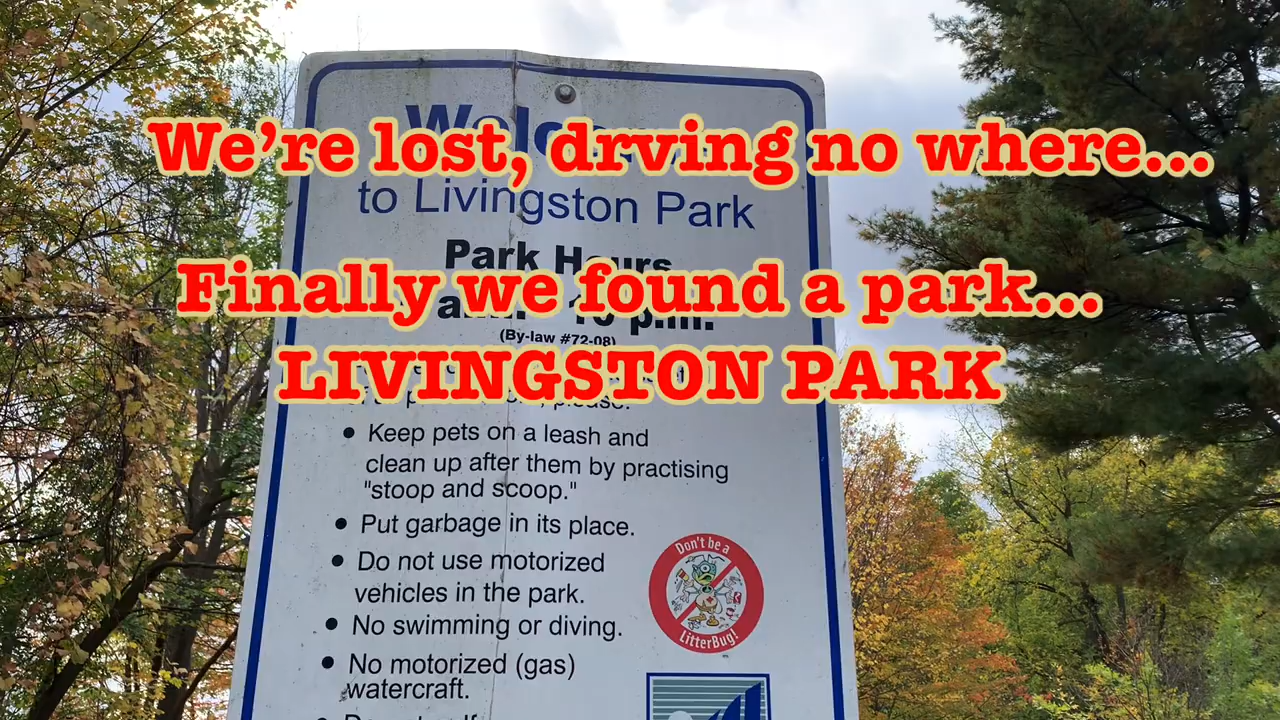 We're lost, drving no where...
to Livingston Park
Park Hours
Finally we found a park...
(By-law #72-08)
LIVINGSTON PARK
please.
• Keep pets on a leash and
clean up after them by practising
"stoop and scoop."
• Put garbage in its place.
• Do not use motorized
vehicles in the park.
• No swimming or diving.
• No motorized (gas)
watercraft.
Don't be a
LitterBug!